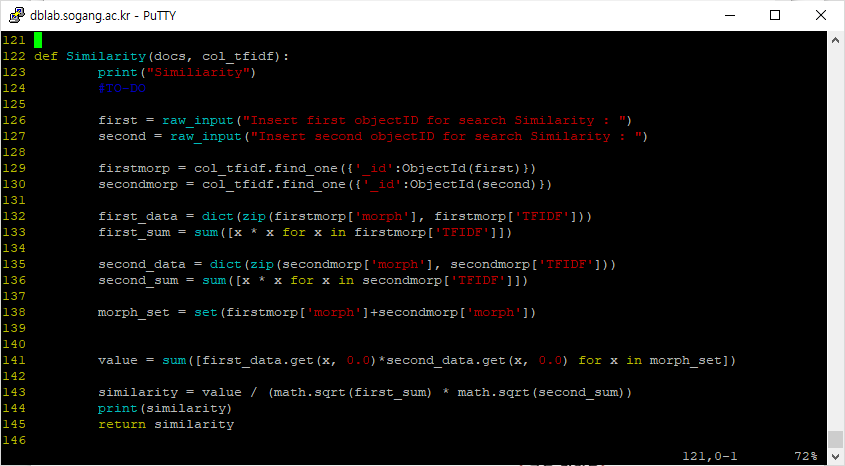 dblab.sogang.ac.kr - PuTTY
121
122 def Similarity(docs, col_tfidf):
123         print("Similiarity")
124         #TO-DO
125
126         first = raw_input("Insert first objectID for search Similarity : ")
127         second = raw_input("Insert second objectID for search Similarity : ")
128
129         firstmorp = col_tfidf.find_one({'_id':ObjectId(first)})
130         secondmorp = col_tfidf.find_one({'_id':ObjectId(second)})
131
132         first_data = dict(zip(firstmorp['morph'], firstmorp['TFIDF']))
133         first_sum = sum([x * x for x in firstmorp['TFIDF']])
134
135         second_data = dict(zip(secondmorp['morph'], secondmorp['TFIDF']))
136         second_sum = sum([x * x for x in secondmorp['TFIDF']])
137
138         morph_set = set(firstmorp['morph']+secondmorp['morph'])
139
140
141         value = sum([first_data.get(x, 0.0)*second_data.get(x, 0.0) for x in morph_set])
142
143         similarity = value / (math.sqrt(first_sum) * math.sqrt(second_sum))
144         print(similarity)
145         return similarity
146
121,0-1 72%